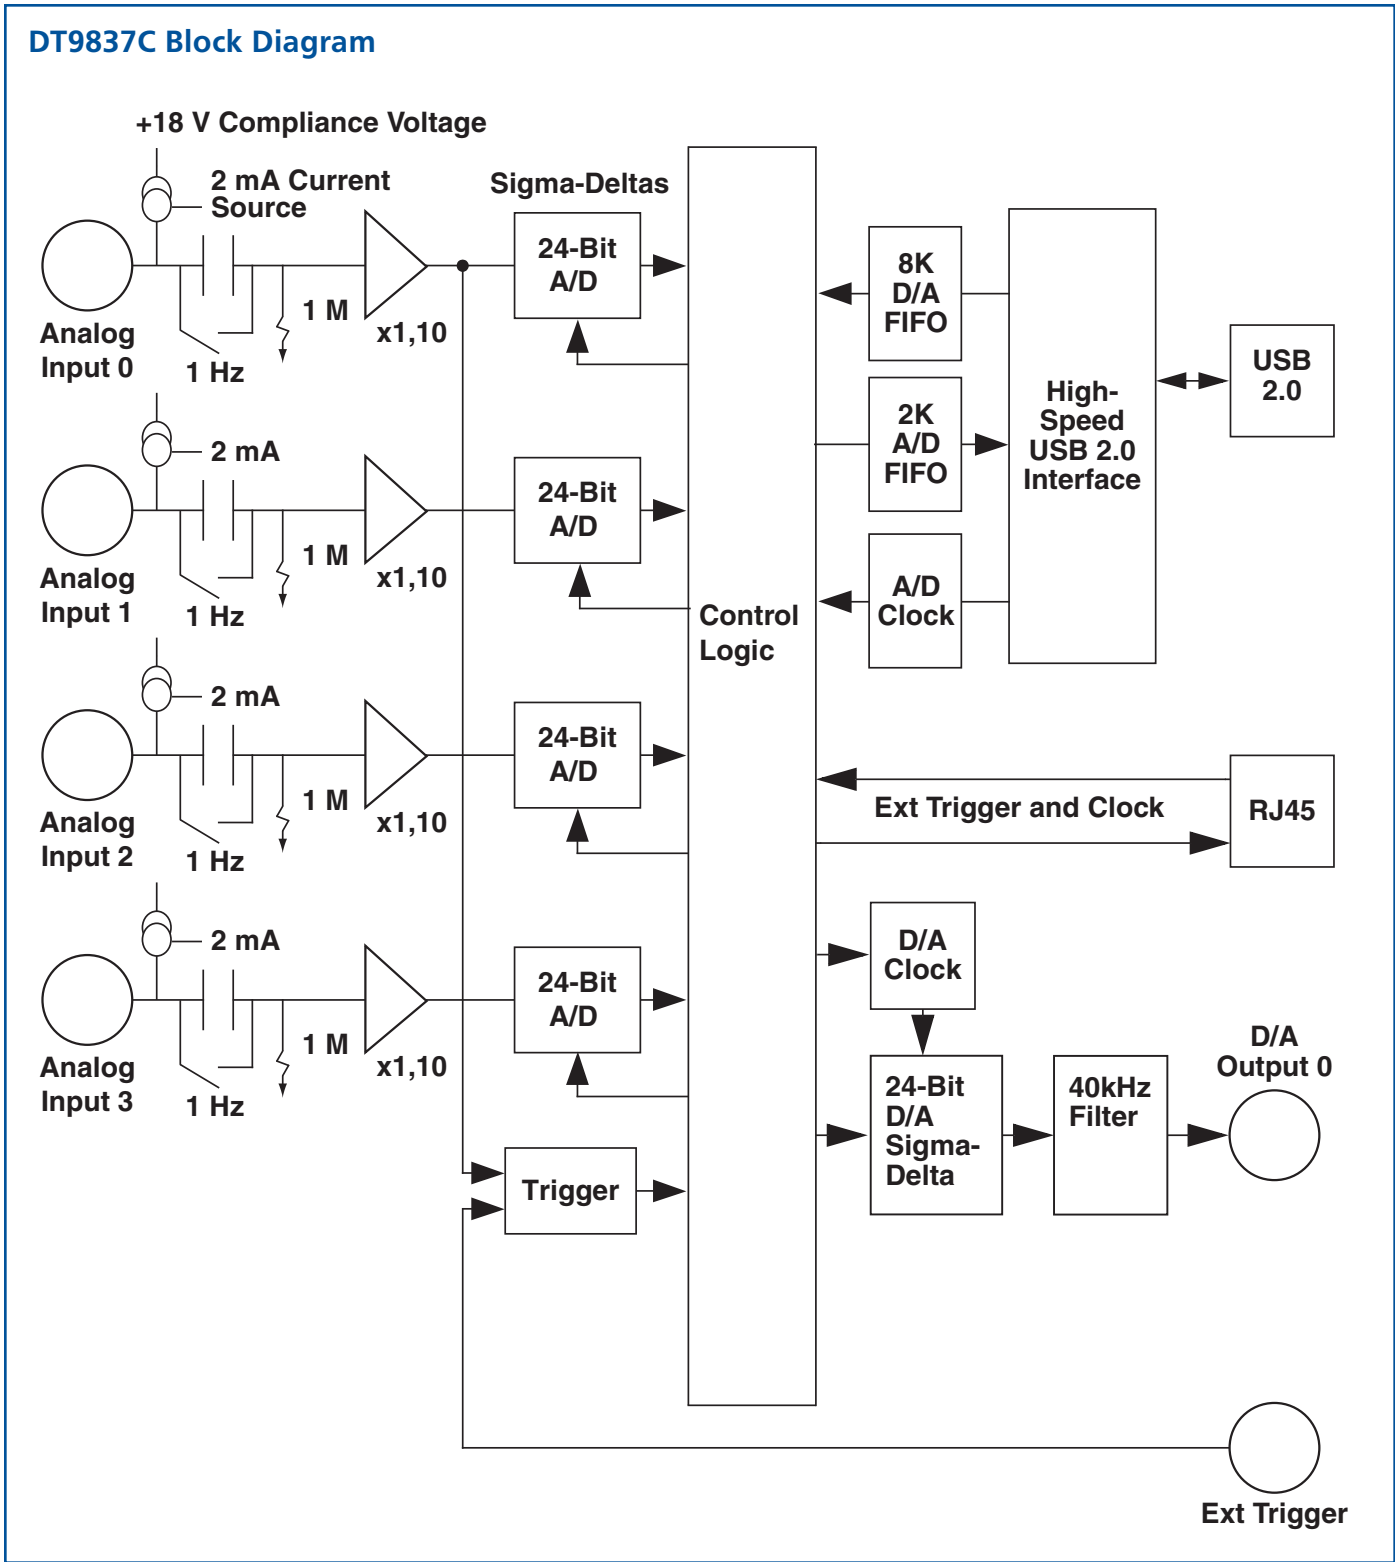 DT9837C Block Diagram
+18 V Compliance Voltage
2 mA Current
Source
Sigma-Deltas
24-Bit
A/D
1 M
x1,10
Analog
Input 0
1 Hz
2 mA
24-Bit
A/D
1 M
x1,10
Analog
Input 1
1 Hz
2 mA
24-Bit
A/D
1 M
x1,10
Analog
Input 2
1 Hz
2 mA
24-Bit
A/D
1 M
x1,10
Analog
Input 3
1 Hz
Trigger
Control
Logic
8K
D/A
FIFO
2K
A/D
FIFO
A/D
Clock
High-
Speed
USB 2.0
Interface
USB
2.0
Ext Trigger and Clock
RJ45
D/A
Clock
24-Bit
D/A
Sigma-
Delta
40kHz
Filter
D/A
Output 0
Ext Trigger